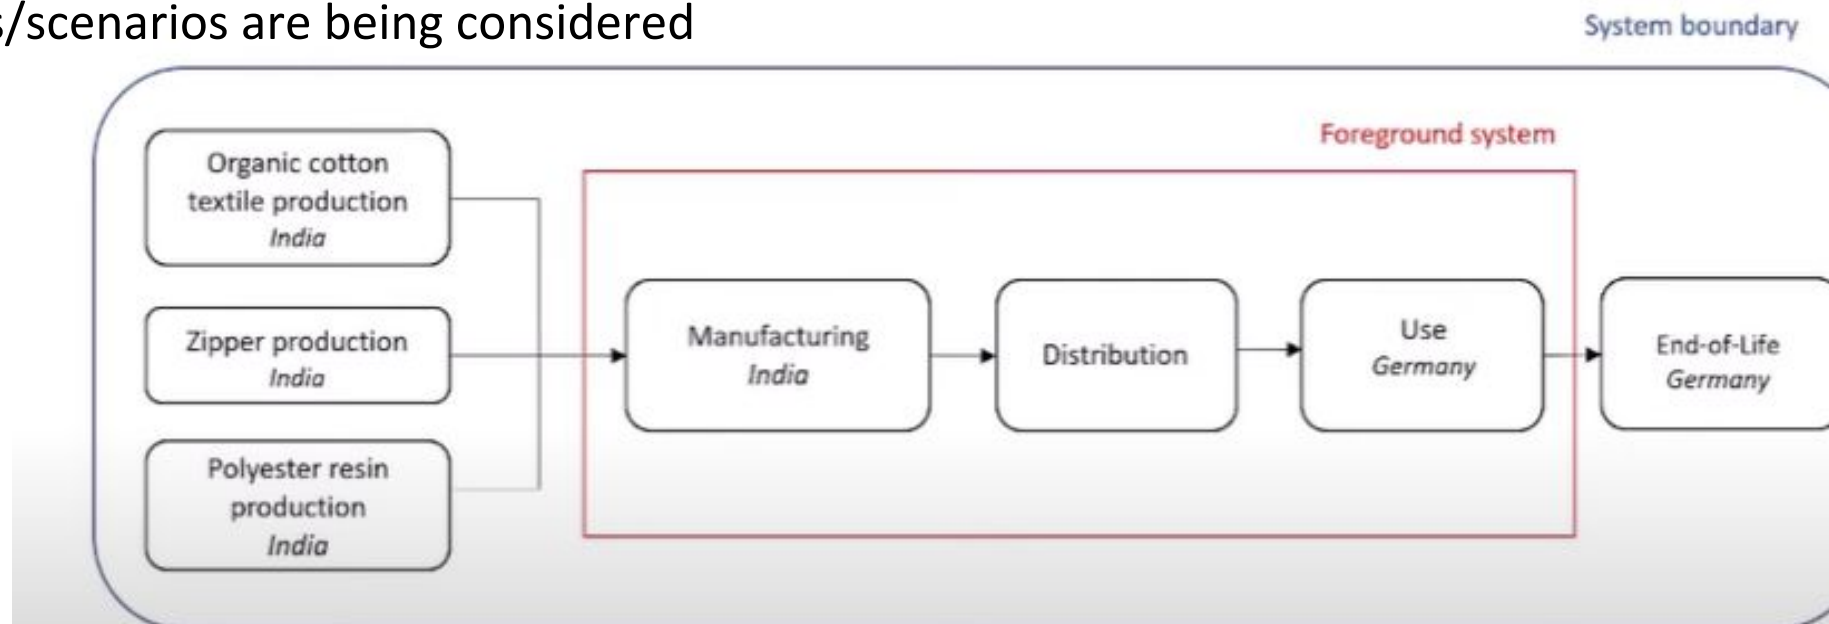 s/scenarios are being considered
System boundary
Foreground system
Organic cotton
textile production
India
Zipper production
India
Polyester resin
production
India
Manufacturing
India
Distribution
Use
Germany
End-of-Life
Germany